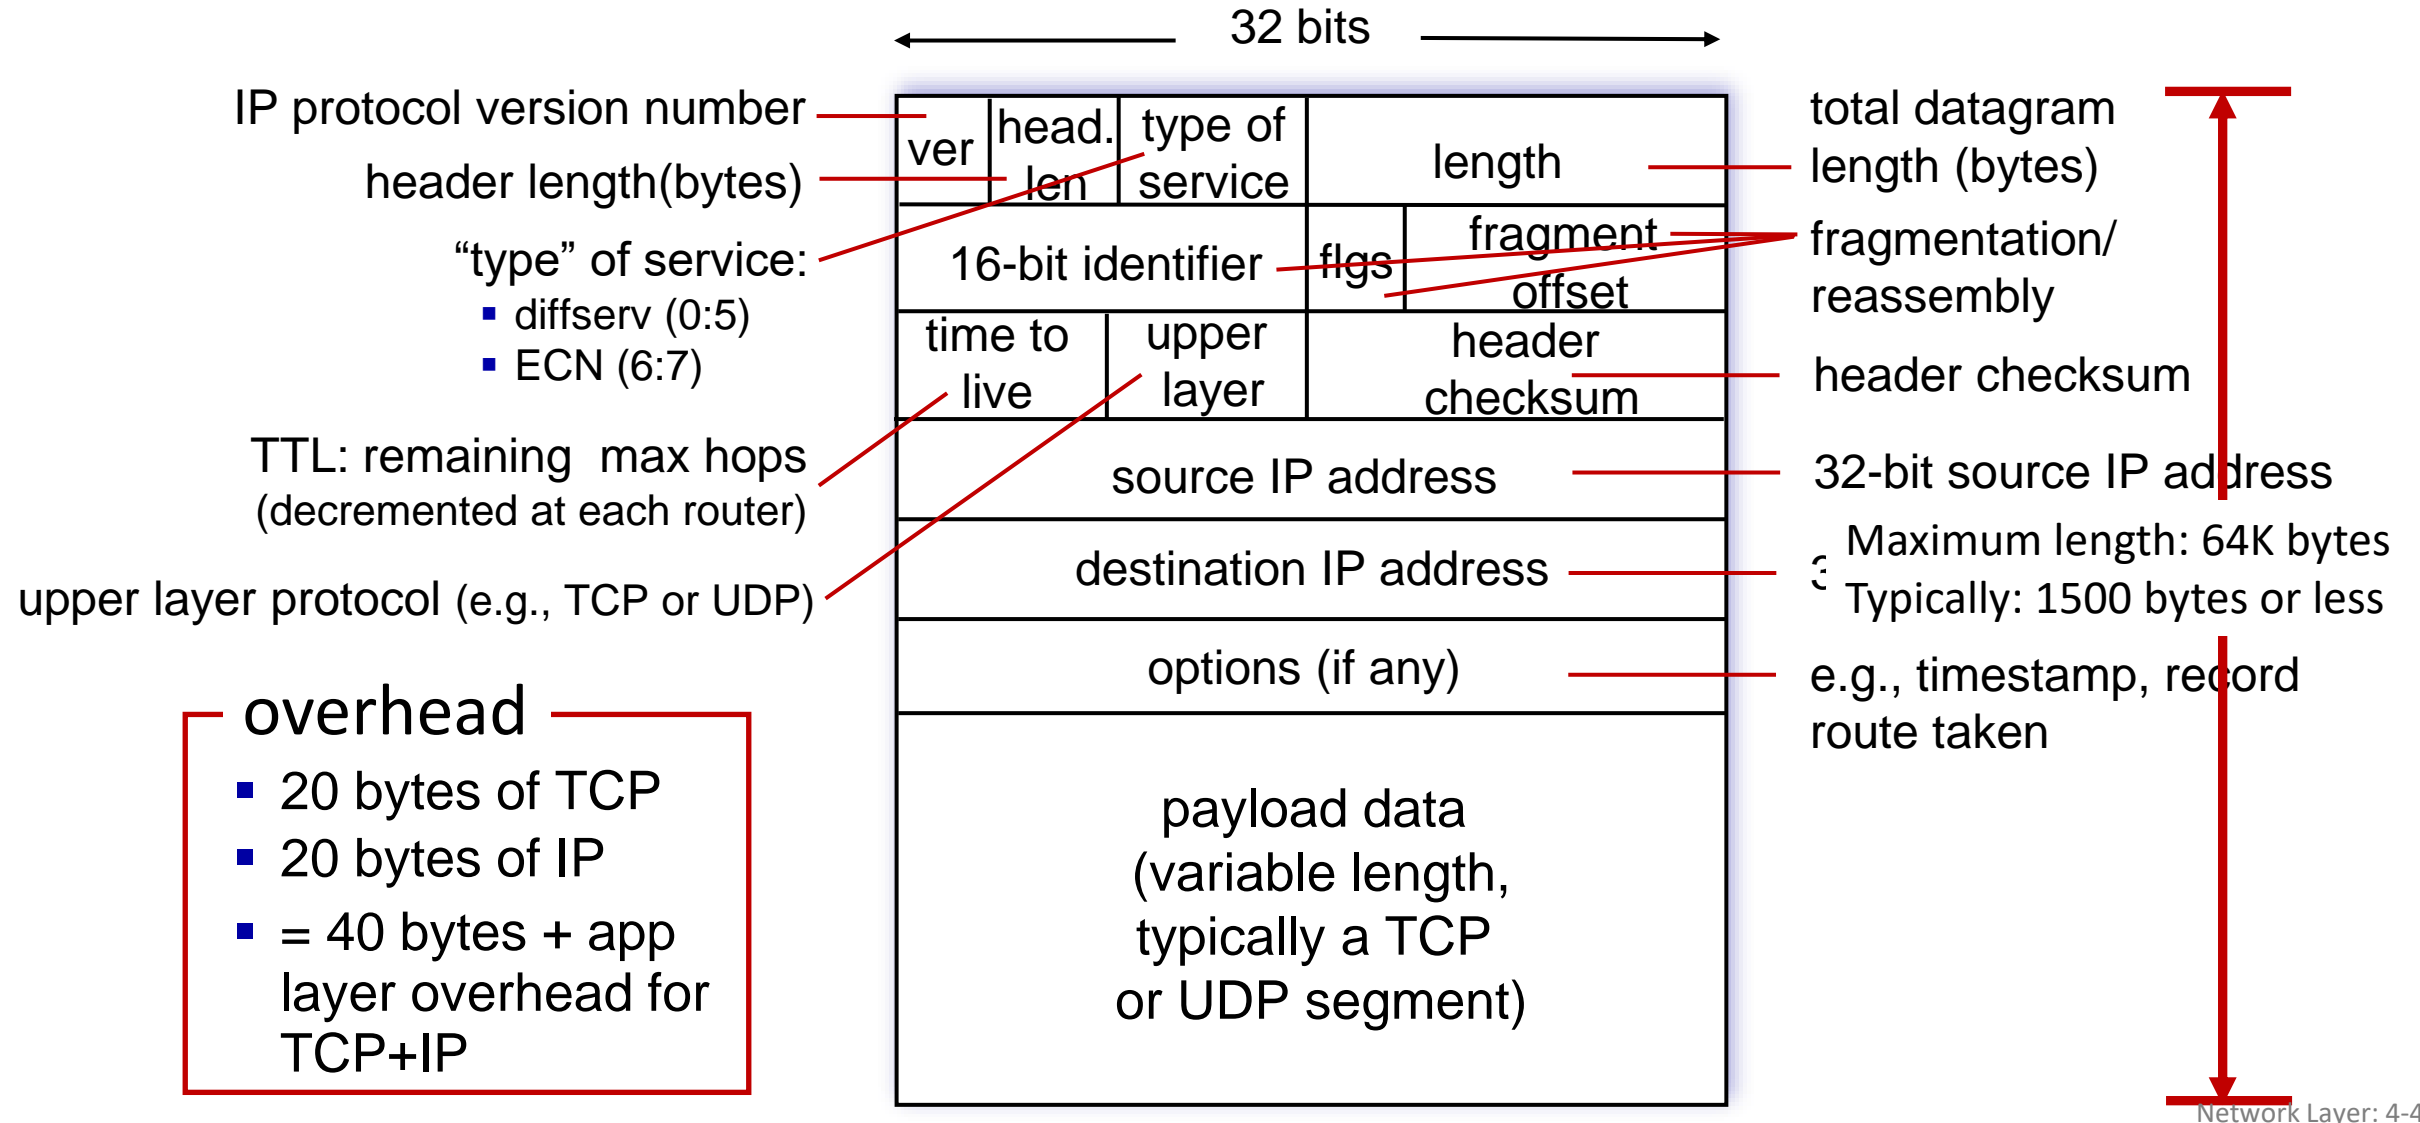 32 bits
IP protocol version number
header length(bytes)
“type” of service:
▪ diffserv (0:5)
▪ ECN (6:7)
TTL: remaining  max hops
(decremented at each router)
upper layer protocol (e.g., TCP or UDP)
overhead
▪ 20 bytes of TCP
▪ 20 bytes of IP
▪ = 40 bytes + app
layer overhead for
TCP+IP
ver
head.
len
type of
service
length
16-bit identifier
flgs
fragment
offset
time to
live
upper
layer
header
checksum
source IP address
destination IP address
options (if any)
payload data
(variable length,
typically a TCP
or UDP segment)
total datagram
length (bytes)
fragmentation/
reassembly
header checksum
32-bit source IP address
Maximum length: 64K bytes
Typically: 1500 bytes or less
e.g., timestamp, record
route taken
Network Layer: 4-4